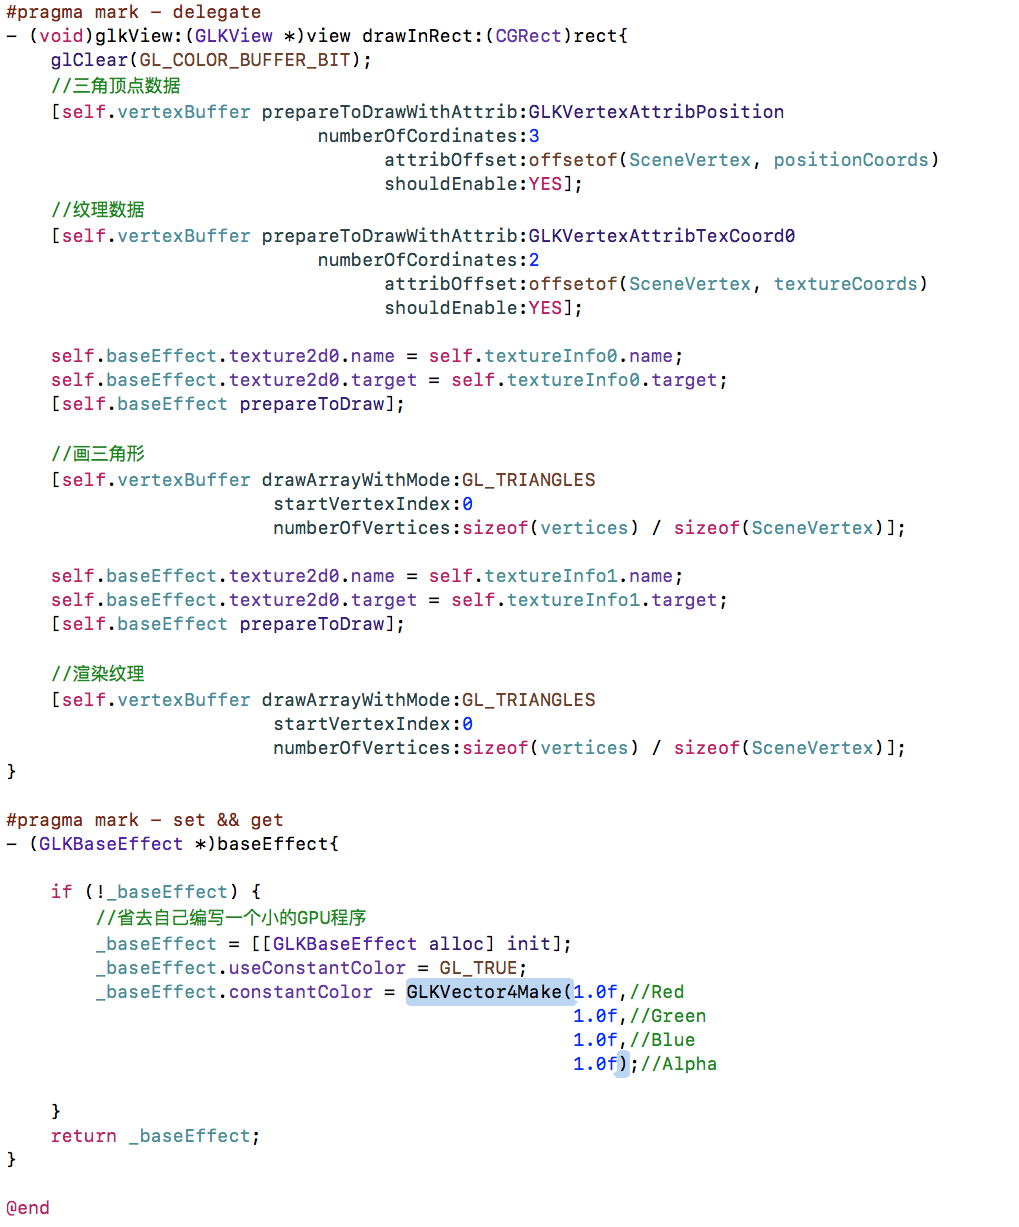 #pragma mark - delegate
- (void)glkView:(GLKView *)view drawInRect:(CGRect)rect{
    glClear(GL_COLOR_BUFFER_BIT);
    //三角顶点数据
    [self.vertexBuffer prepareToDrawWithAttrib:GLKVertexAttribPosition
                            numberOfCordinates:3
                                  attribOffset:offsetof(SceneVertex, positionCoords)
                                  shouldEnable:YES];
    //纹理数据
    [self.vertexBuffer prepareToDrawWithAttrib:GLKVertexAttribTexCoord0
                            numberOfCordinates:2
                                  attribOffset:offsetof(SceneVertex, textureCoords)
                                  shouldEnable:YES];

    self.baseEffect.texture2d0.name = self.textureInfo0.name;
    self.baseEffect.texture2d0.target = self.textureInfo0.target;
    [self.baseEffect prepareToDraw];

    //画三角形
    [self.vertexBuffer drawArrayWithMode:GL_TRIANGLES
                        startVertexIndex:0
                        numberOfVertices:sizeof(vertices) / sizeof(SceneVertex)];

    self.baseEffect.texture2d0.name = self.textureInfo1.name;
    self.baseEffect.texture2d0.target = self.textureInfo1.target;
    [self.baseEffect prepareToDraw];

    //渲染纹理
    [self.vertexBuffer drawArrayWithMode:GL_TRIANGLES
                        startVertexIndex:0
                        numberOfVertices:sizeof(vertices) / sizeof(SceneVertex)];
}

#pragma mark - set && get
- (GLKBaseEffect *)baseEffect{

    if (!_baseEffect) {
        //省去自己编写一个小的GPU程序
        _baseEffect = [[GLKBaseEffect alloc] init];
        _baseEffect.useConstantColor = GL_TRUE;
        _baseEffect.constantColor = GLKVector4Make(1.0f,//Red
                                                   1.0f,//Green
                                                   1.0f,//Blue
                                                   1.0f);//Alpha

    }
    return _baseEffect;
}

@end